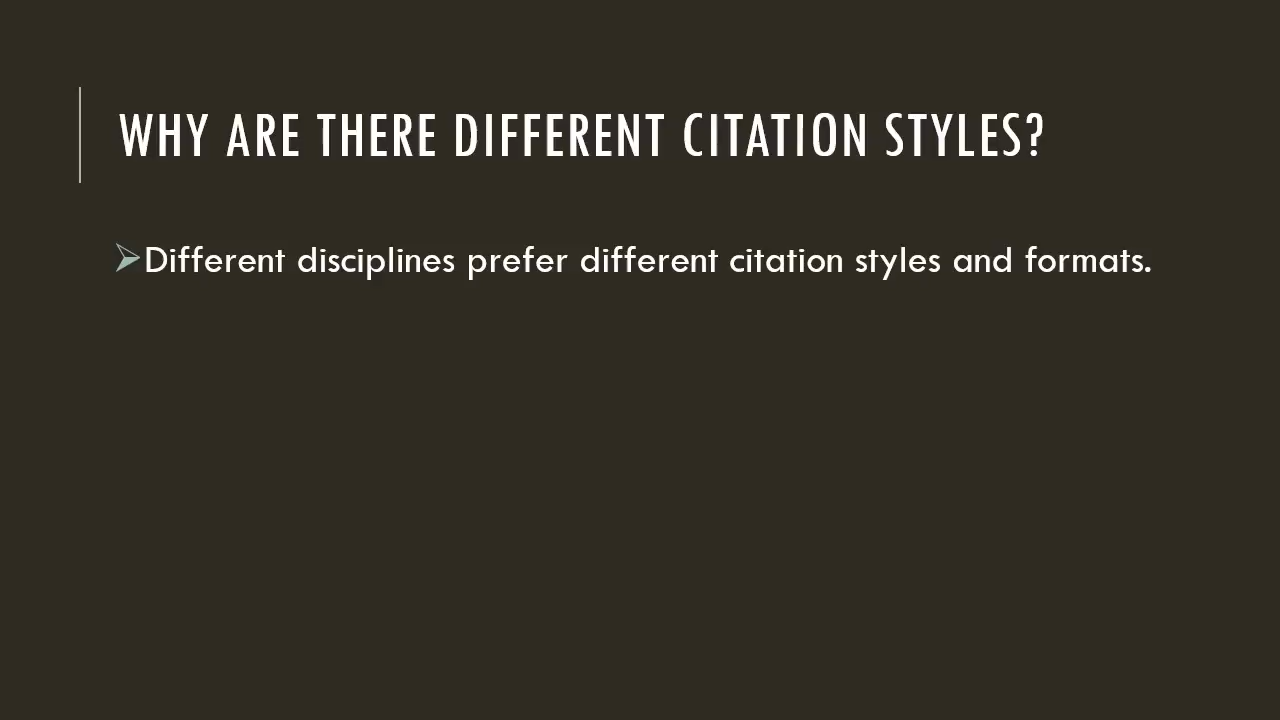 WHY ARE THERE DIFFERENT CITATION STYLES?
Different disciplines prefer different citation styles and formats.